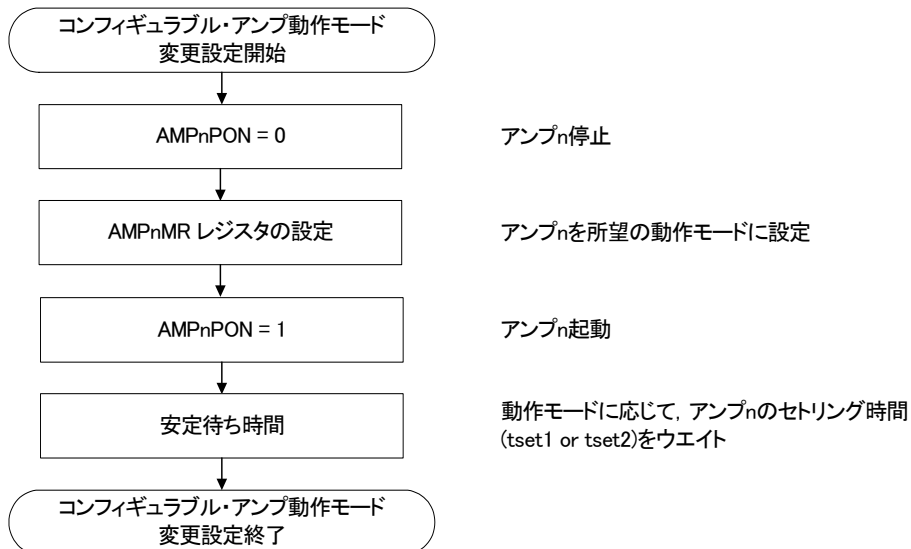 コンフィギュラブル・アンプ動作モード
変更設定開始
AMPnPON = 0
アンプn停止
AMPnMR レジスタの設定
アンプnを所望の動作モードに設定
AMPnPON = 1
アンプn起動
安定待ち時間
動作モードに応じて，アンプnのセトリング時間
(tset1 or tset2)をウエイト
コンフィギュラブル・アンプ動作モード
変更設定終了